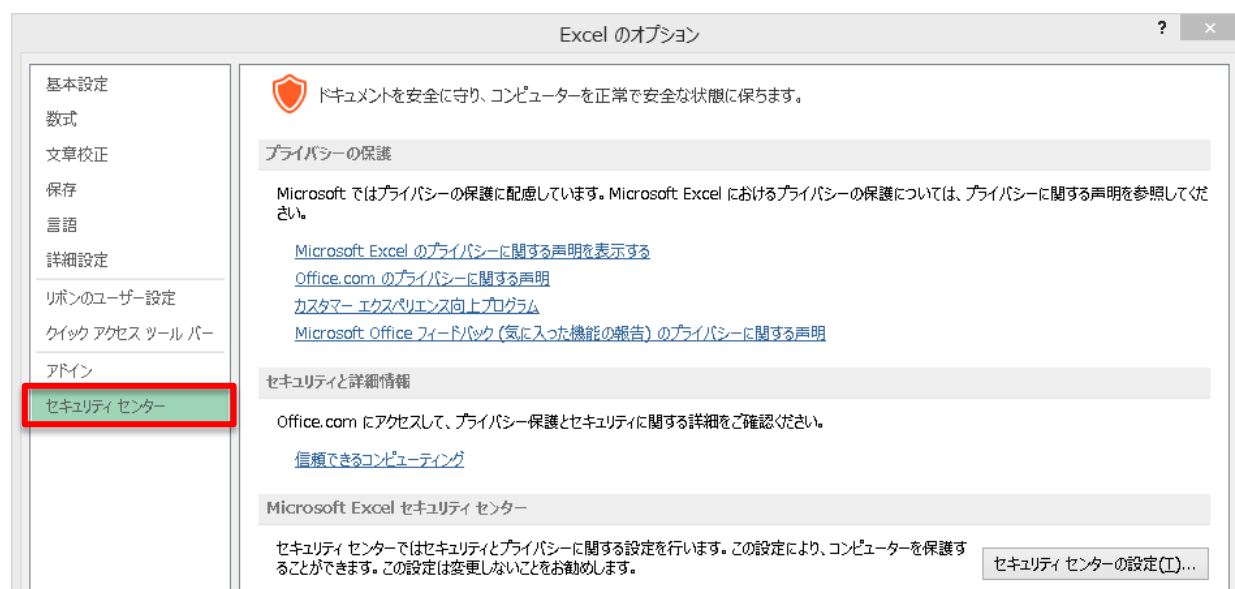 Excel のオプション
?
×
基本設定
数式
文章校正
保存
言語
詳細設定
リボンのユーザー設定
クイック アクセス ツール バー
アドイン
セキュリティ センター
ドキュメントを安全に守り、コンピューターを正常で安全な状態に保ちます。
プライバシーの保護
Microsoft ではプライバシーの保護に配慮しています。Microsoft Excel におけるプライバシーの保護については、プライバシーに関する声明を参照してくだ
さい。
Microsoft Excel のプライバシーに関する声明を表示する
Office.com のプライバシーに関する声明
カスタマー エクスペリエンス向上プログラム
Microsoft Office フィードバック (気に入った機能の報告) のプライバシーに関する声明
セキュリティと詳細情報
Office.com にアクセスして、プライバシー保護とセキュリティに関する詳細をご確認ください。
信頼できるコンピューティング
Microsoft Excel セキュリティ センター
セキュリティ センターではセキュリティとプライバシーに関する設定を行います。この設定により、コンピューターを保護す
ることができます。この設定は変更しないことをお勧めします。
セキュリティ センターの設定(T)...